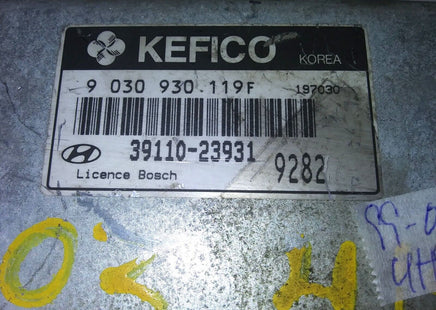 KEFICO KOREA
9 030 930.119F 197030
39110-23931
Licence Bosch 9282